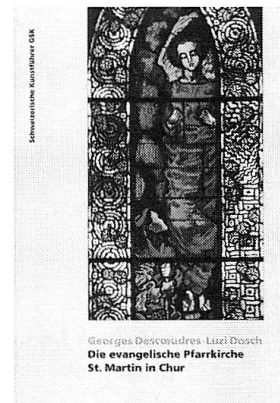 Schweizerische Kunstführer GSK
Georges Descœudres · Luzi Dosch
Die evangelische Pfarrkirche
St. Martin in Chur